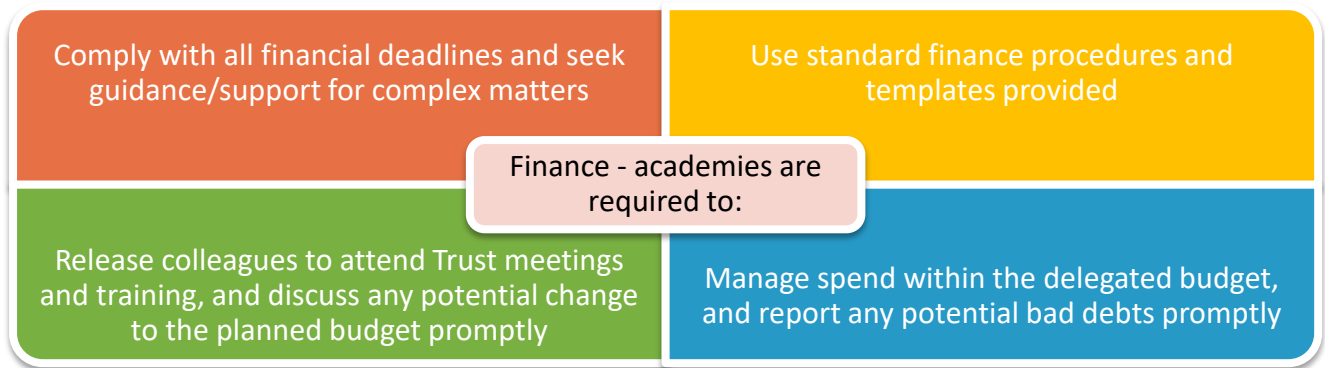 Comply with all financial deadlines and seek
guidance/support for complex matters
Use standard finance procedures and
templates provided
Finance - academies are
required to:
Release colleagues to attend Trust meetings
and training, and discuss any potential change
to the planned budget promptly
Manage spend within the delegated budget,
and report any potential bad debts promptly